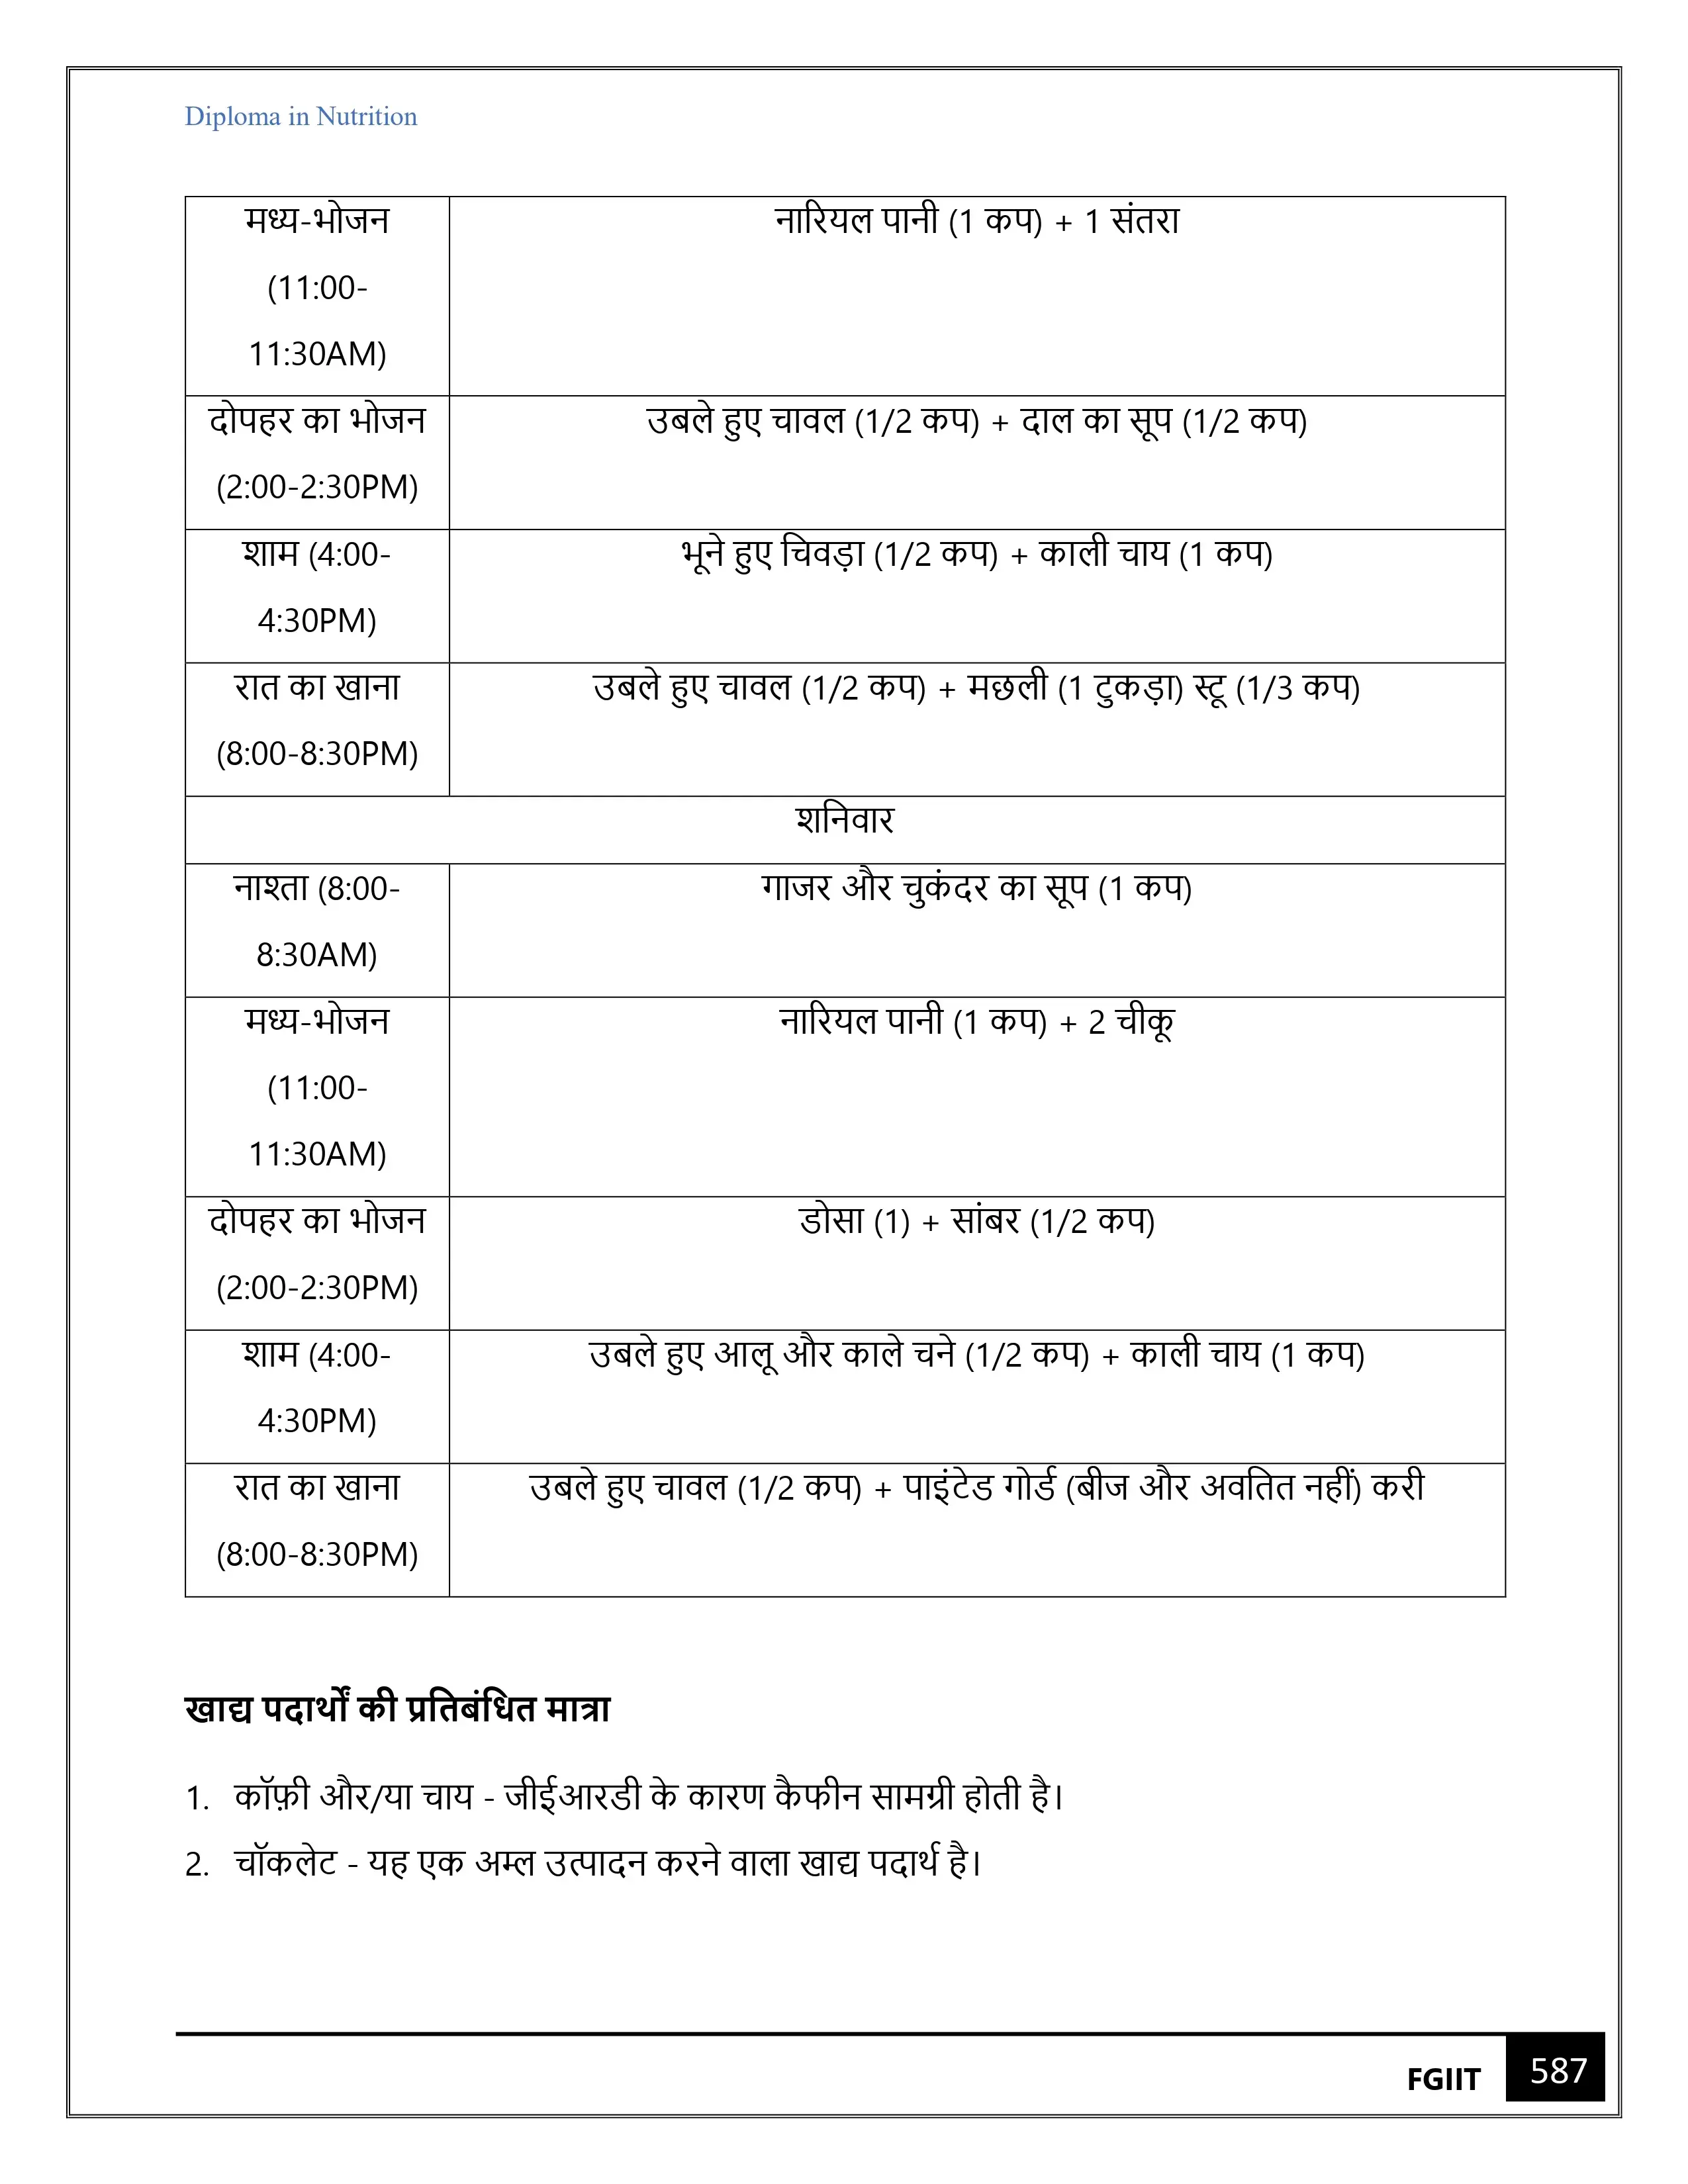 Diploma in Nutrition
मध्य-भोजन
(11:00-
11:30AM)
नारियल पानी (1 कप) + 1 संतरा
दोपहर का भोजन
(2:00-2:30PM)
उबले हुए चावल (1/2 कप) + दाल का सूप (1/2 कप)
शाम (4:00-
4:30PM)
भूने हुए चिवड़ा (1/2 कप) + काली चाय (1 कप)
रात का खाना
(8:00-8:30PM)
उबले हुए चावल (1/2 कप) + मछली (1 टुकड़ा) स्टू (1/3 कप)
शनिवार
नाश्ता (8:00-
8:30AM)
गाजर और चुकंदर का सूप (1 कप)
मध्य-भोजन
(11:00-
11:30AM)
नारियल पानी (1 कप) + 2 चीकू
दोपहर का भोजन
(2:00-2:30PM)
डोसा (1) + सांबर (1/2 कप)
शाम (4:00-
4:30PM)
उबले हुए आलू और काले चने (1/2 कप) + काली चाय (1 कप)
रात का खाना
(8:00-8:30PM)
उबले हुए चावल (1/2 कप) + पाइंटेड गोर्ड (बीज और अवतित नहीं) करी
खाद्य पदार्थों की प्रतिबंधित मात्रा
1. कॉफ़ी और/या चाय - जीईआरडी के कारण कैफीन सामग्री होती है।
2. चॉकलेट - यह एक अम्ल उत्पादन करने वाला खाद्य पदार्थ है।
FGIIT 587